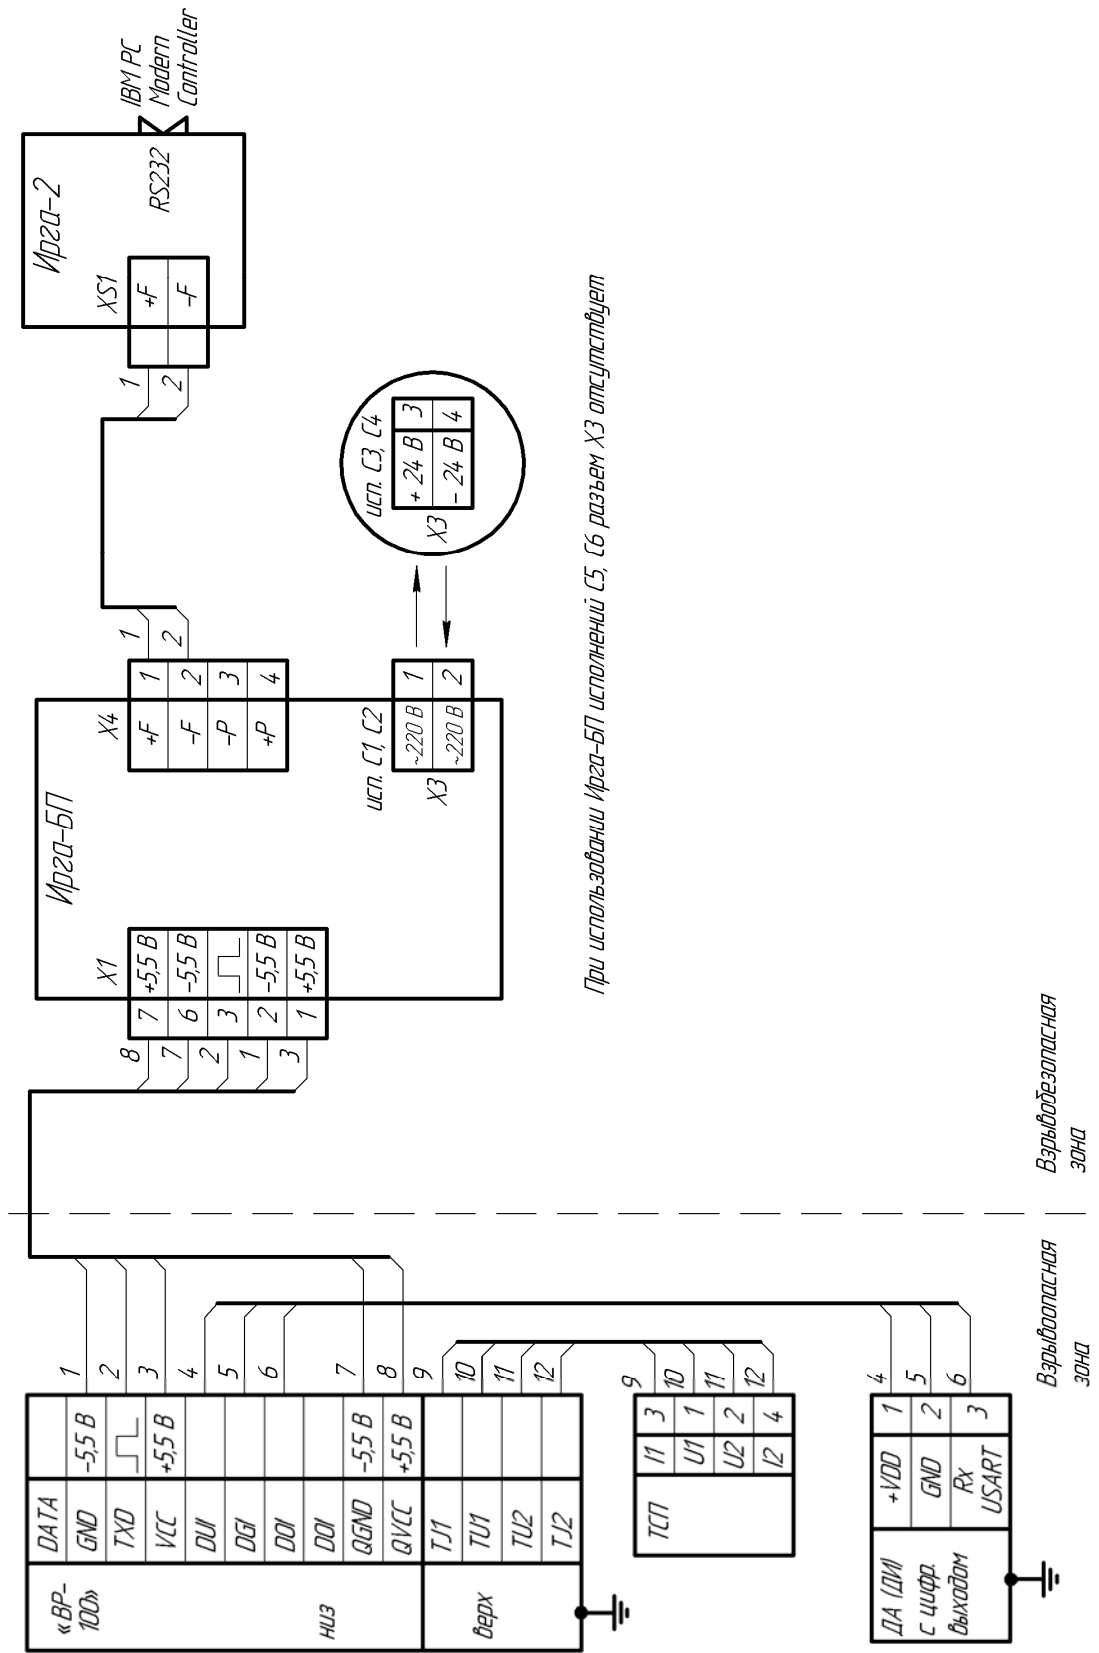 Ирга-2
XS1
+F
-F
RS232
IBM PC
Modern
Controller
1
2
Ирга-БП
X4
+F
1
-F
2
-P
3
+P
4
1
2
исп. С1, С2
~220 В
1
~220 В
2
X3
исп. С3, С4
+ 24 В
3
- 24 В
4
X3
X1
7
+5,5 В
6
-5,5 В
3
2
-5,5 В
1
+5,5 В
8
7
2
1
3
При использовании Ирга-БП исполнений С5, С6 разъем Х3 отсутствует
«ВР-
100»
низ
DATA
GND
-5,5 В
1
TXD
2
VCC
+5,5 В
3
DUI
4
DGI
5
DOI
6
DOI
QGND
-5,5 В
7
QVCC
+5,5 В
8
верх
TJ1
9
TU1
10
TU2
11
TJ2
12
ТСП
I1
3
9
U1
1
10
U2
2
11
I2
4
12
ДА (ДИ)
с цифр.
выходом
+VDD
1
4
GND
2
5
Rx
USART
3
6
Взрывоопасная
зона
Взрывобезопасная
зона